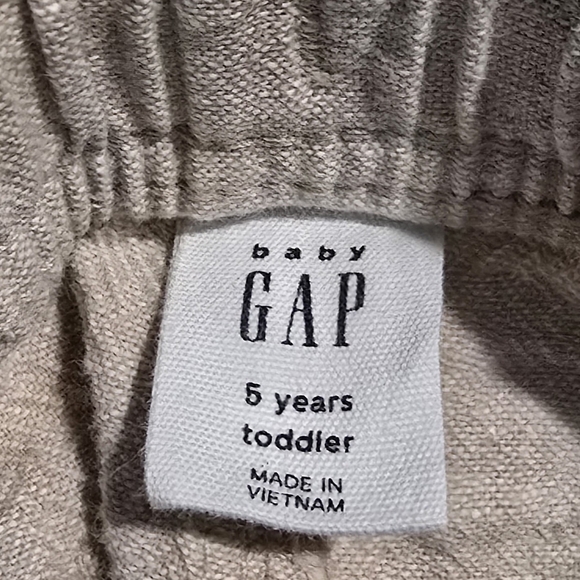 baby
GAP
5 years
toddler
MADE IN
VIETNAM